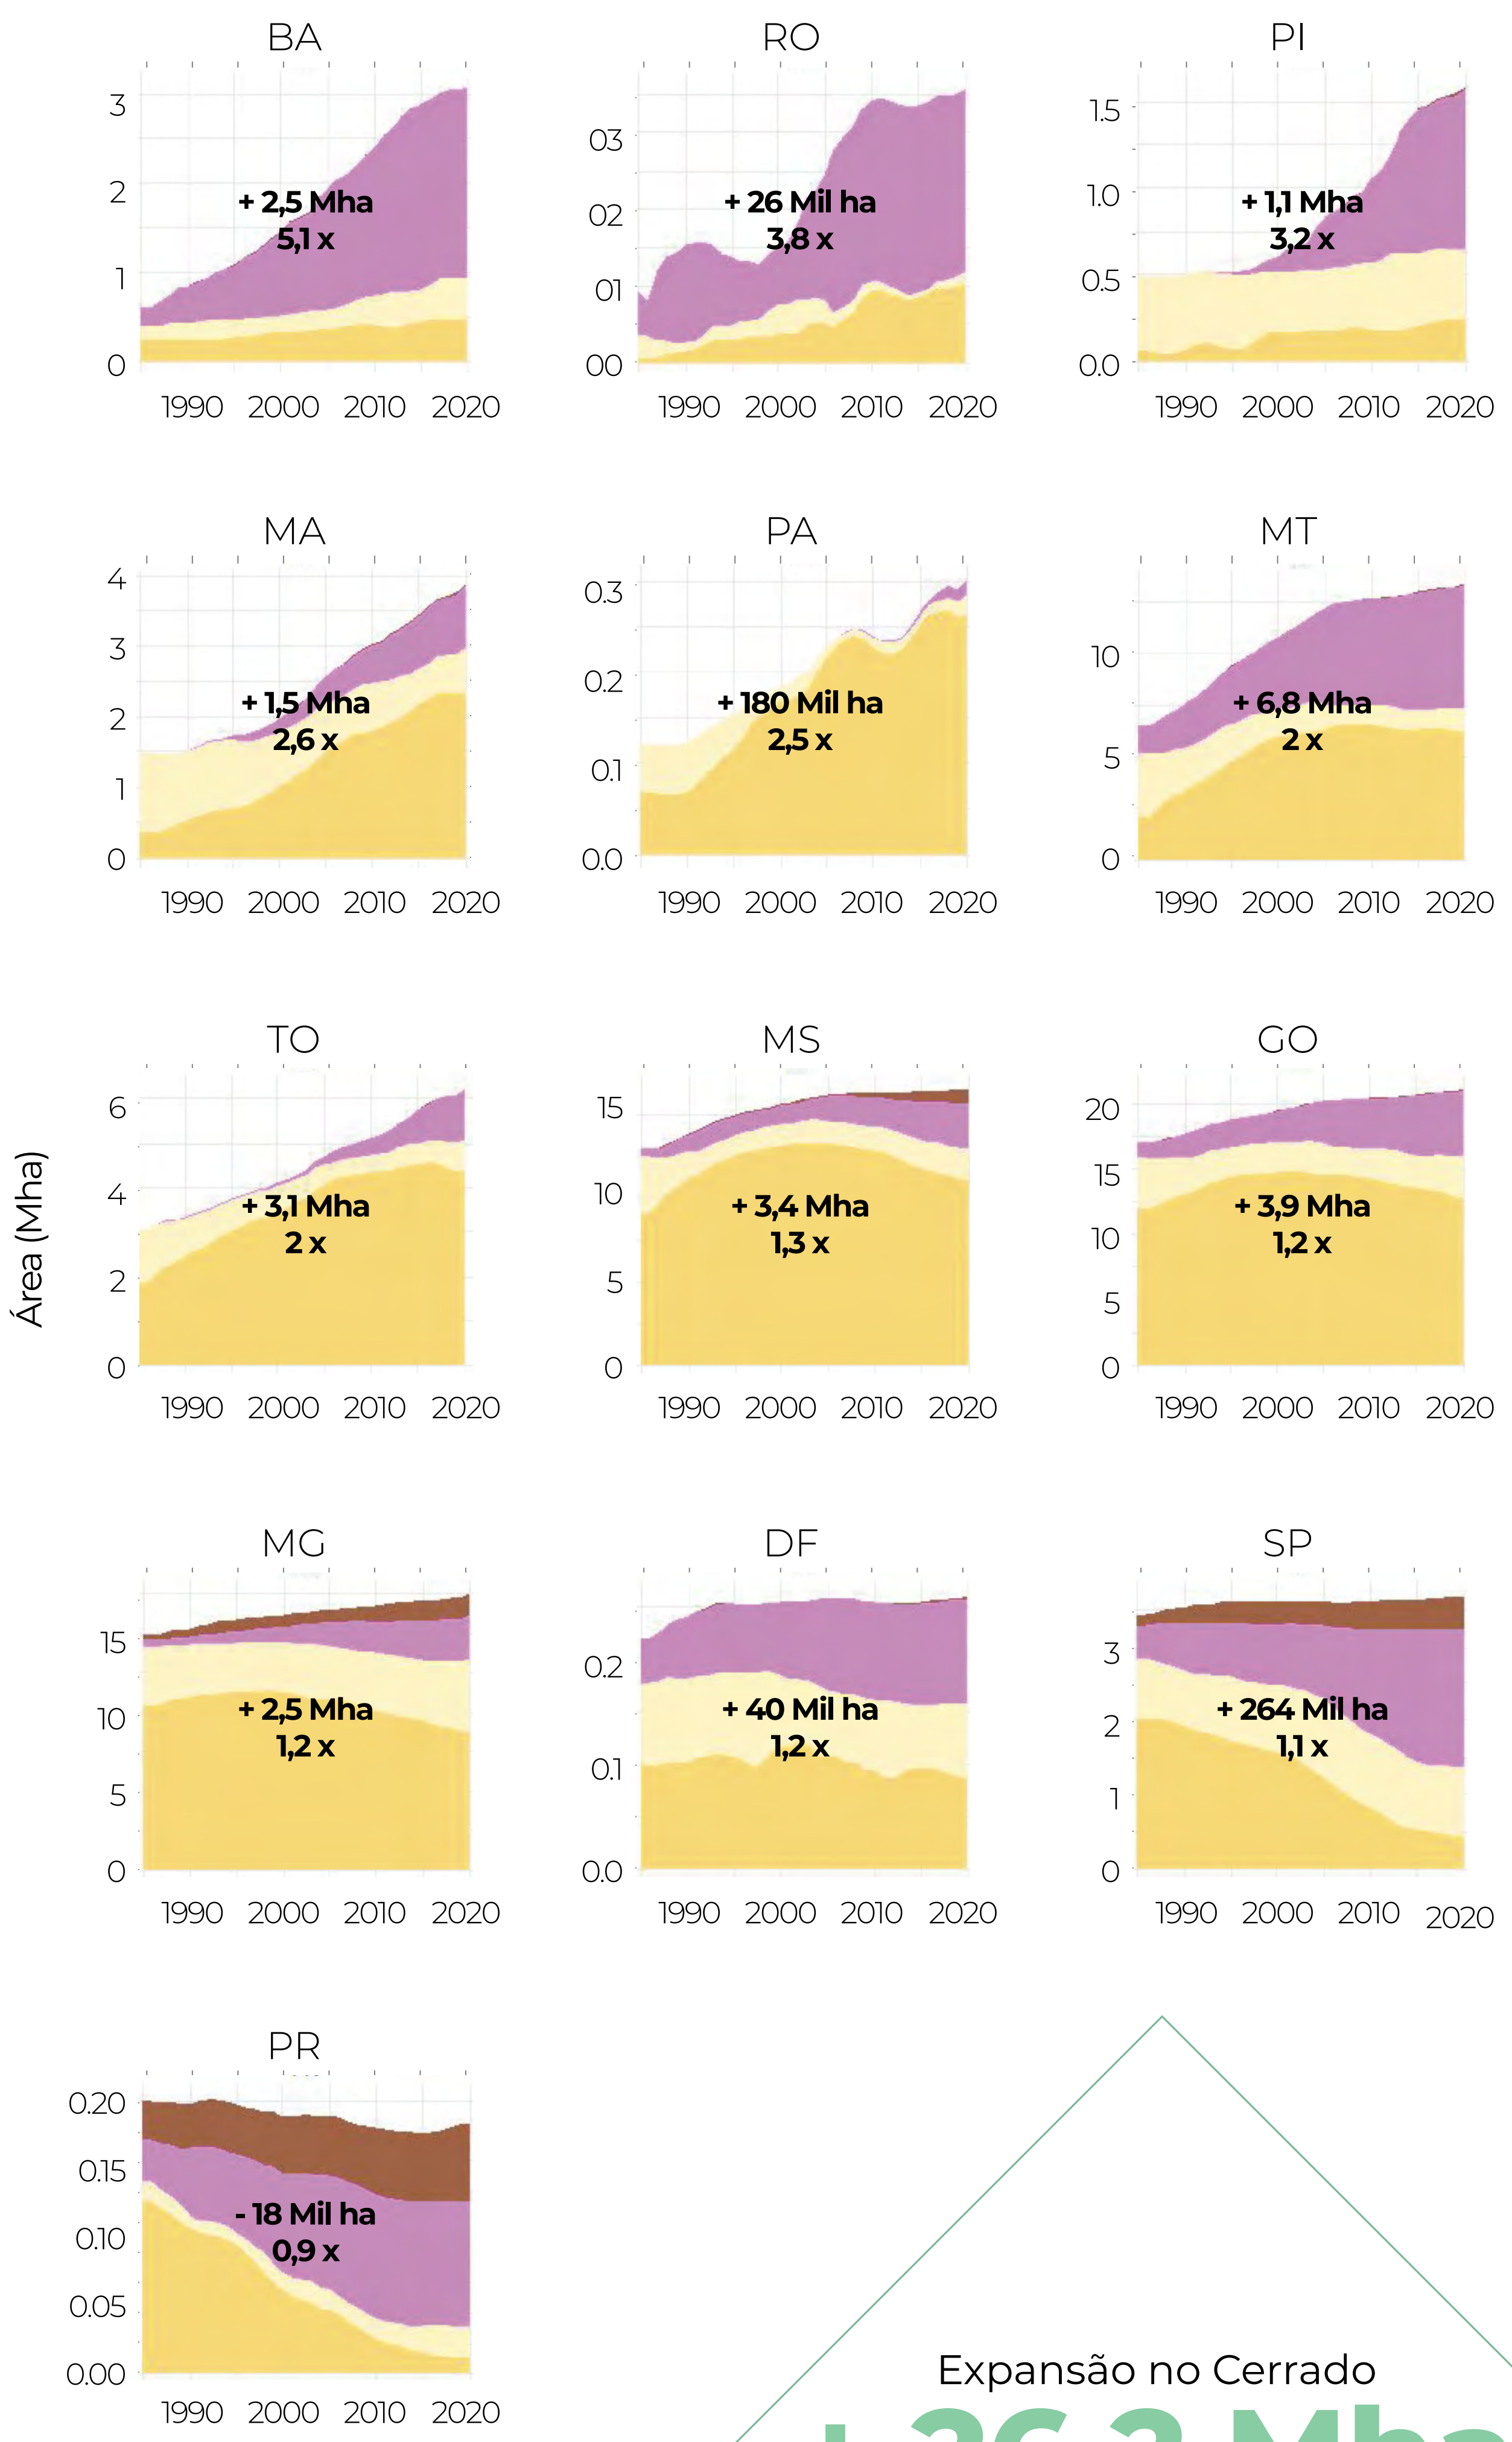 BA RO PI
3
2
1
0
+ 2,5 Mha
5,1 x
1990 2000 2010 2020
03
02
01
00
+ 26 Mil ha
3,8 x
1990 2000 2010 2020
1.5
1.0
0.5
0.0
+ 1,1 Mha
3,2 x
1990 2000 2010 2020
MA PA MT
4
3
2
1
0
+ 1,5 Mha
2,6 x
1990 2000 2010 2020
0.3
0.2
0.1
0.0
+ 180 Mil ha
2,5 x
1990 2000 2010 2020
10
5
0
+ 6,8 Mha
2 x
1990 2000 2010 2020
Área (Mha)
TO MS GO
6
4
2
0
+ 3,1 Mha
2 x
1990 2000 2010 2020
15
10
5
0
+ 3,4 Mha
1,3 x
1990 2000 2010 2020
20
15
10
5
0
+ 3,9 Mha
1,2 x
1990 2000 2010 2020
MG DF SP
15
10
5
0
+ 2,5 Mha
1,2 x
1990 2000 2010 2020
0.2
0.1
0.0
+ 40 Mil ha
1,2 x
1990 2000 2010 2020
3
2
1
0
+ 264 Mil ha
1,1 x
1990 2000 2010 2020
PR
0.20
0.15
0.10
0.05
0.00
- 18 Mil ha
0,9 x
1990 2000 2010 2020
Expansão no Cerrado